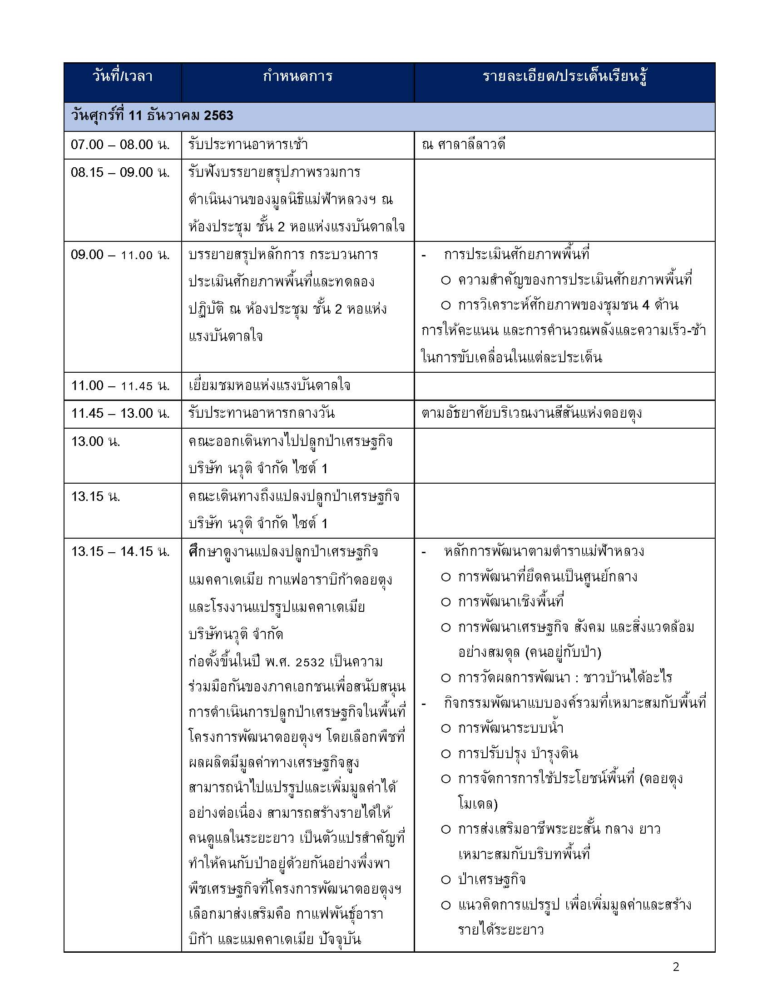 วันที่/เวลา กำหนดการ รายละเอียด/ประเด็นเรียนรู้
วันศุกร์ที่ 11 ธันวาคม 2563
07.00 – 08.00 น. รับประทานอาหารเช้า ณ ศาลาลีลาวดี
08.15 – 09.00 น. รับฟังบรรยายสรุปภาพรวมการ
ดำเนินงานของมูลนิธิแม่ฟ้าหลวงฯ ณ
ห้องประชุม ชั้น 2 หอแห่งแรงบันดาลใจ
09.00 – 11.00 น. บรรยายสรุปหลักการ กระบวนการ
ประเมินศักยภาพพื้นที่และทดลอง
ปฏิบัติ ณ ห้องประชุม ชั้น 2 หอแห่ง
แรงบันดาลใจ
- การประเมินศักยภาพพื้นที่
o ความสำคัญของการประเมินศักยภาพพื้นที่
o การวิเคราะห์ศักยภาพของชุมชน 4 ด้าน
การให้คะแนน และการคำนวณพลังและความเร็ว-ช้า
ในการขับเคลื่อนในแต่ละประเด็น
11.00 – 11.45 น. เยี่ยมชมหอแห่งแรงบันดาลใจ
11.45 – 13.00 น. รับประทานอาหารกลางวัน ตามอัธยาศัยบริเวณงานสีสันแห่งดอยตุง
13.00 น. คณะออกเดินทางไปปลูกป่าเศรษฐกิจ
บริษัท นวุติ จำกัด ไซต์ 1
13.15 น. คณะเดินทางถึงแปลงปลูกป่าเศรษฐกิจ
บริษัท นวุติ จำกัด ไซต์ 1
13.15 – 14.15 น. ศึกษาดูงานแปลงปลูกป่าเศรษฐกิจ
แมคคาเดเมีย กาแฟอาราบิก้าดอยตุง
และโรงงานแปรรูปแมคคาเดเมีย
บริษัทนวุติ จำกัด
ก่อตั้งขึ้นในปี พ.ศ. 2532 เป็นความ
ร่วมมือกันของภาคเอกชนเพื่อสนับสนุน
การดำเนินการปลูกป่าเศรษฐกิจในพื้นที่
โครงการพัฒนาดอยตุงฯ โดยเลือกพืชที่
ผลผลิตมีมูลค่าทางเศรษฐกิจสูง
สามารถนำไปแปรรูปและเพิ่มมูลค่าได้
อย่างต่อเนื่อง สามารถสร้างรายได้ให้
คนดูแลในระยะยาว เป็นตัวแปรสำคัญที่
ทำให้คนกับป่าอยู่ด้วยกันอย่างพึ่งพา
พืชเศรษฐกิจที่โครงการพัฒนาดอยตุงฯ
เลือกมาส่งเสริมคือ กาแฟพันธุ์อารา
บิก้า และแมคคาเดเมีย ปัจจุบัน
- หลักการพัฒนาตามตำราแม่ฟ้าหลวง
o การพัฒนาที่ยึดคนเป็นศูนย์กลาง
o การพัฒนาเชิงพื้นที่
o การพัฒนาเศรษฐกิจ สังคม และสิ่งแวดล้อม
อย่างสมดุล (คนอยู่กับป่า)
o การวัดผลการพัฒนา : ชาวบ้านได้อะไร
- กิจกรรมพัฒนาแบบองค์รวมที่เหมาะสมกับพื้นที่
o การพัฒนาระบบน้ำ
o การปรับปรุง บำรุงดิน
o การจัดการการใช้ประโยชน์พื้นที่ (ดอยตุง
โมเดล)
o การส่งเสริมอาชีพระยะสั้น กลาง ยาว
เหมาะสมกับบริบทพื้นที่
o ป่าเศรษฐกิจ
o แนวคิดการแปรรูป เพื่อเพิ่มมูลค่าและสร้าง
รายได้ระยะยาว
2